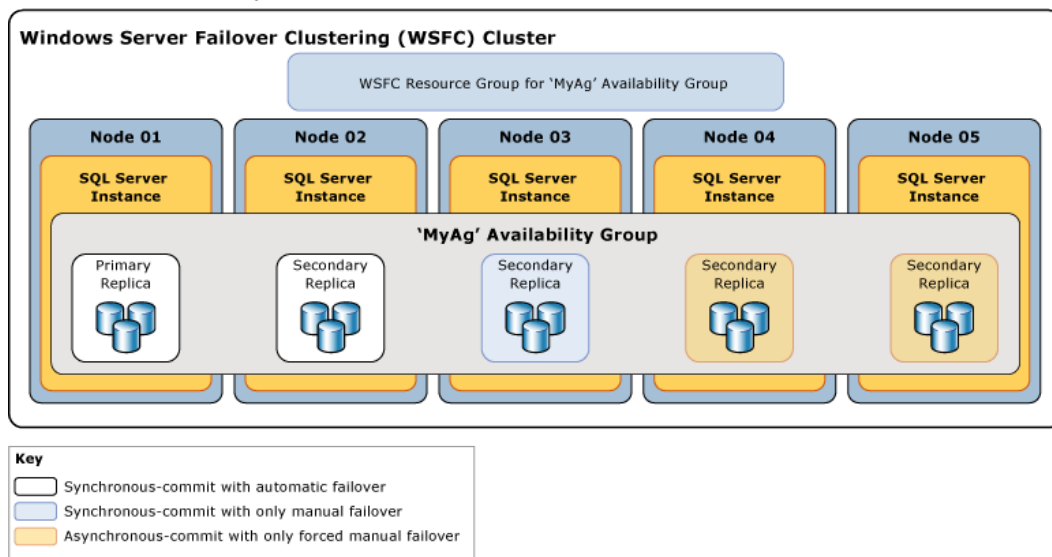 Windows Server Failover Clustering (WSFC) Cluster
WSFC Resource Group for ‘MyAg’ Availability Group
Node 01
Node 02
Node 03
Node 04
Node 05
SQL Server
Instance
SQL Server
Instance
SQL Server
Instance
SQL Server
Instance
SQL Server
Instance
‘MyAg’ Availability Group
Primary
Replica
Secondary
Replica
Secondary
Replica
Secondary
Replica
Secondary
Replica
Key
Synchronous-commit with automatic failover
Synchronous-commit with only manual failover
Asynchronous-commit with only forced manual failover